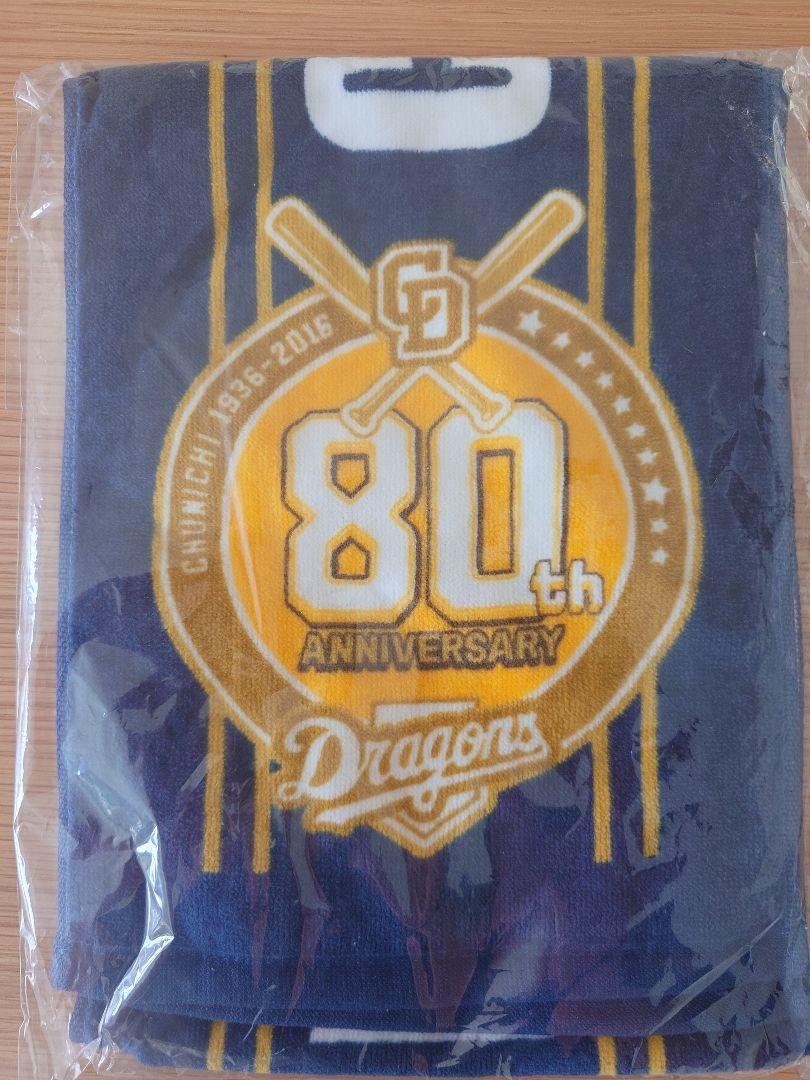 CD
CHUNICHI 1936-2016
80th
ANNIVERSARY
Dragons